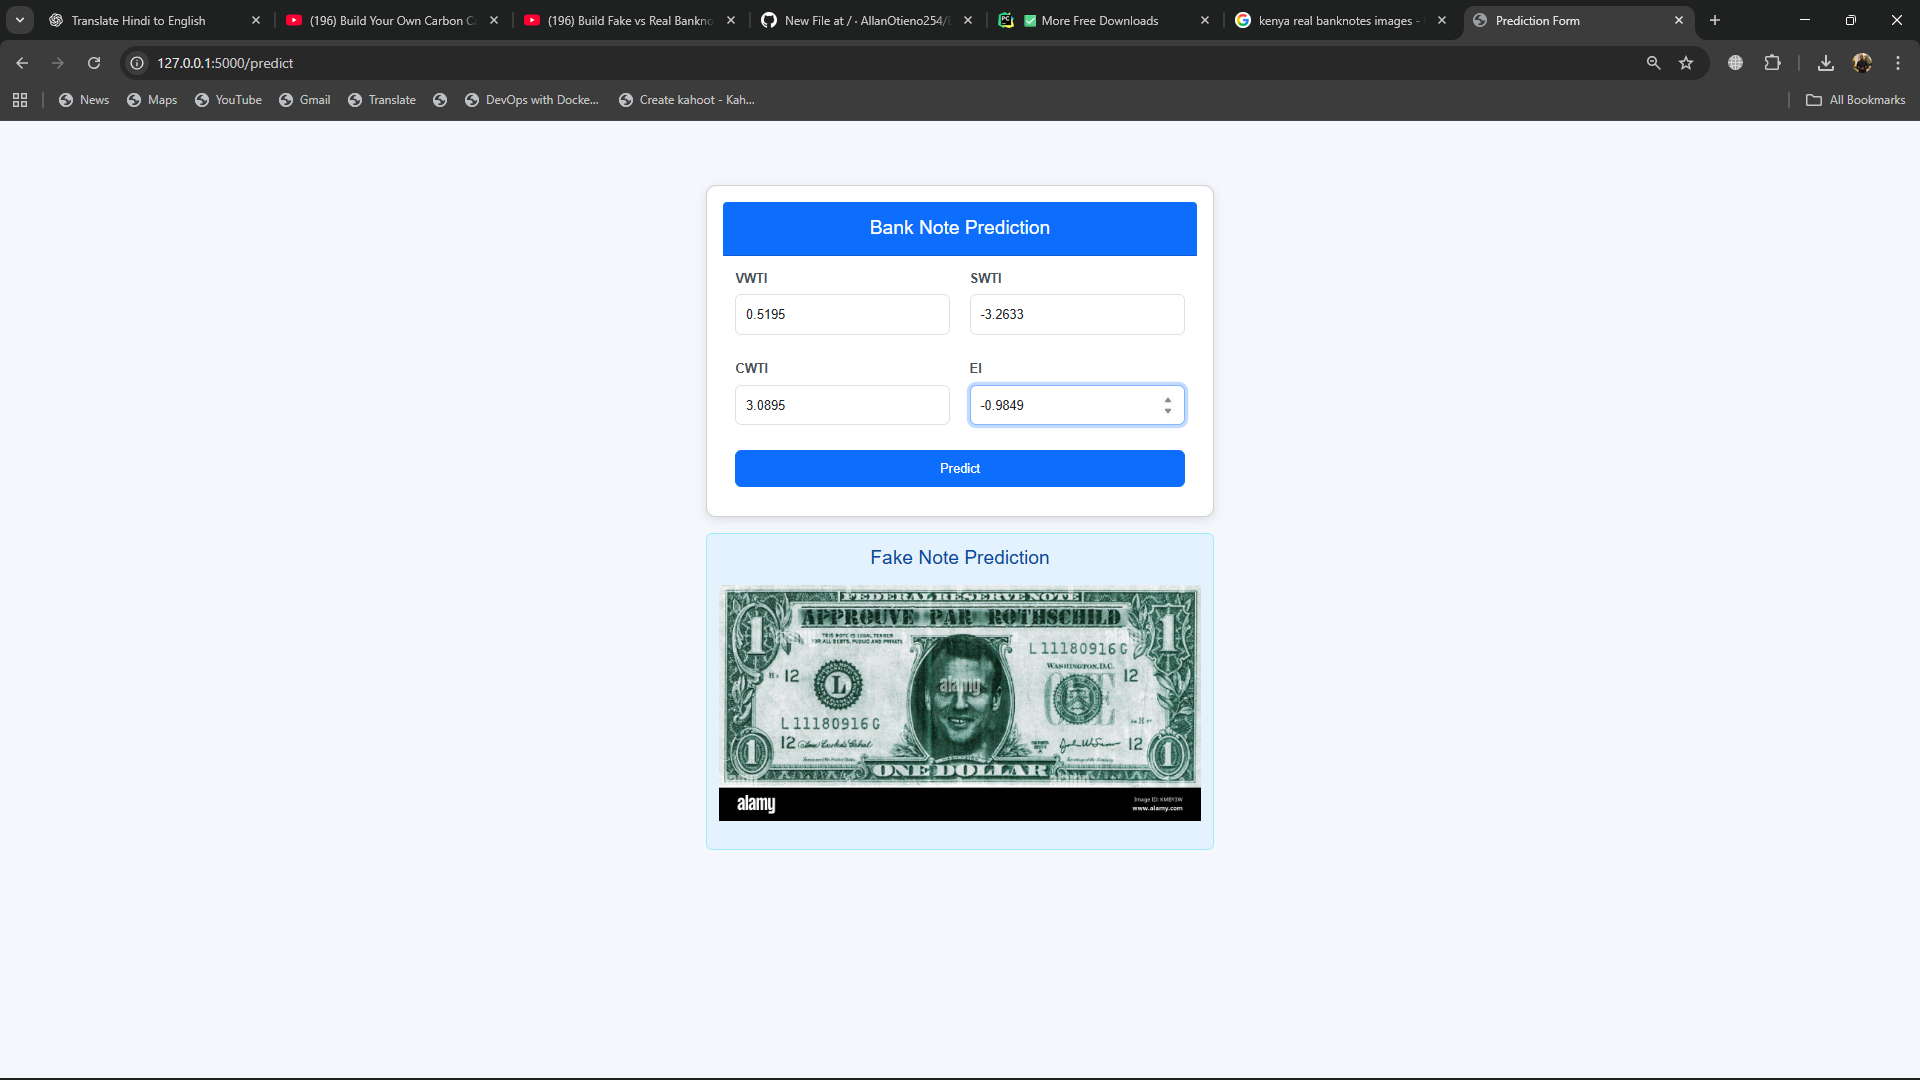 Translate Hindi to English
(196) Build Your Own Carbon C
(196) Build Fake vs Real Bankno
New File at / · AllanOtieno254/
More Free Downloads
kenya real banknotes images -
Prediction Form
127.0.0.1:5000/predict
News
Maps
YouTube
Gmail
Translate
DevOps with Docke...
Create kahoot - Kah...
All Bookmarks
Bank Note Prediction
VWTI
SWTI
0.5195
-3.2633
CWTI
EI
3.0895
-0.9849
Predict
Fake Note Prediction
FEDERAL RESERVE NOTE
APPROUVE PAR ROTHSCHILD
1
1
THIS NOTE IS LEGAL TENDER
FOR ALL DEBTS, PUBLIC AND PRIVATE
L11180916G
WASHINGTON, D.C.
12
12
L
alamy
L11180916G
12
12
1
1
ONE DOLLAR
alamy
Image ID: KMBY3W
www.alamy.com